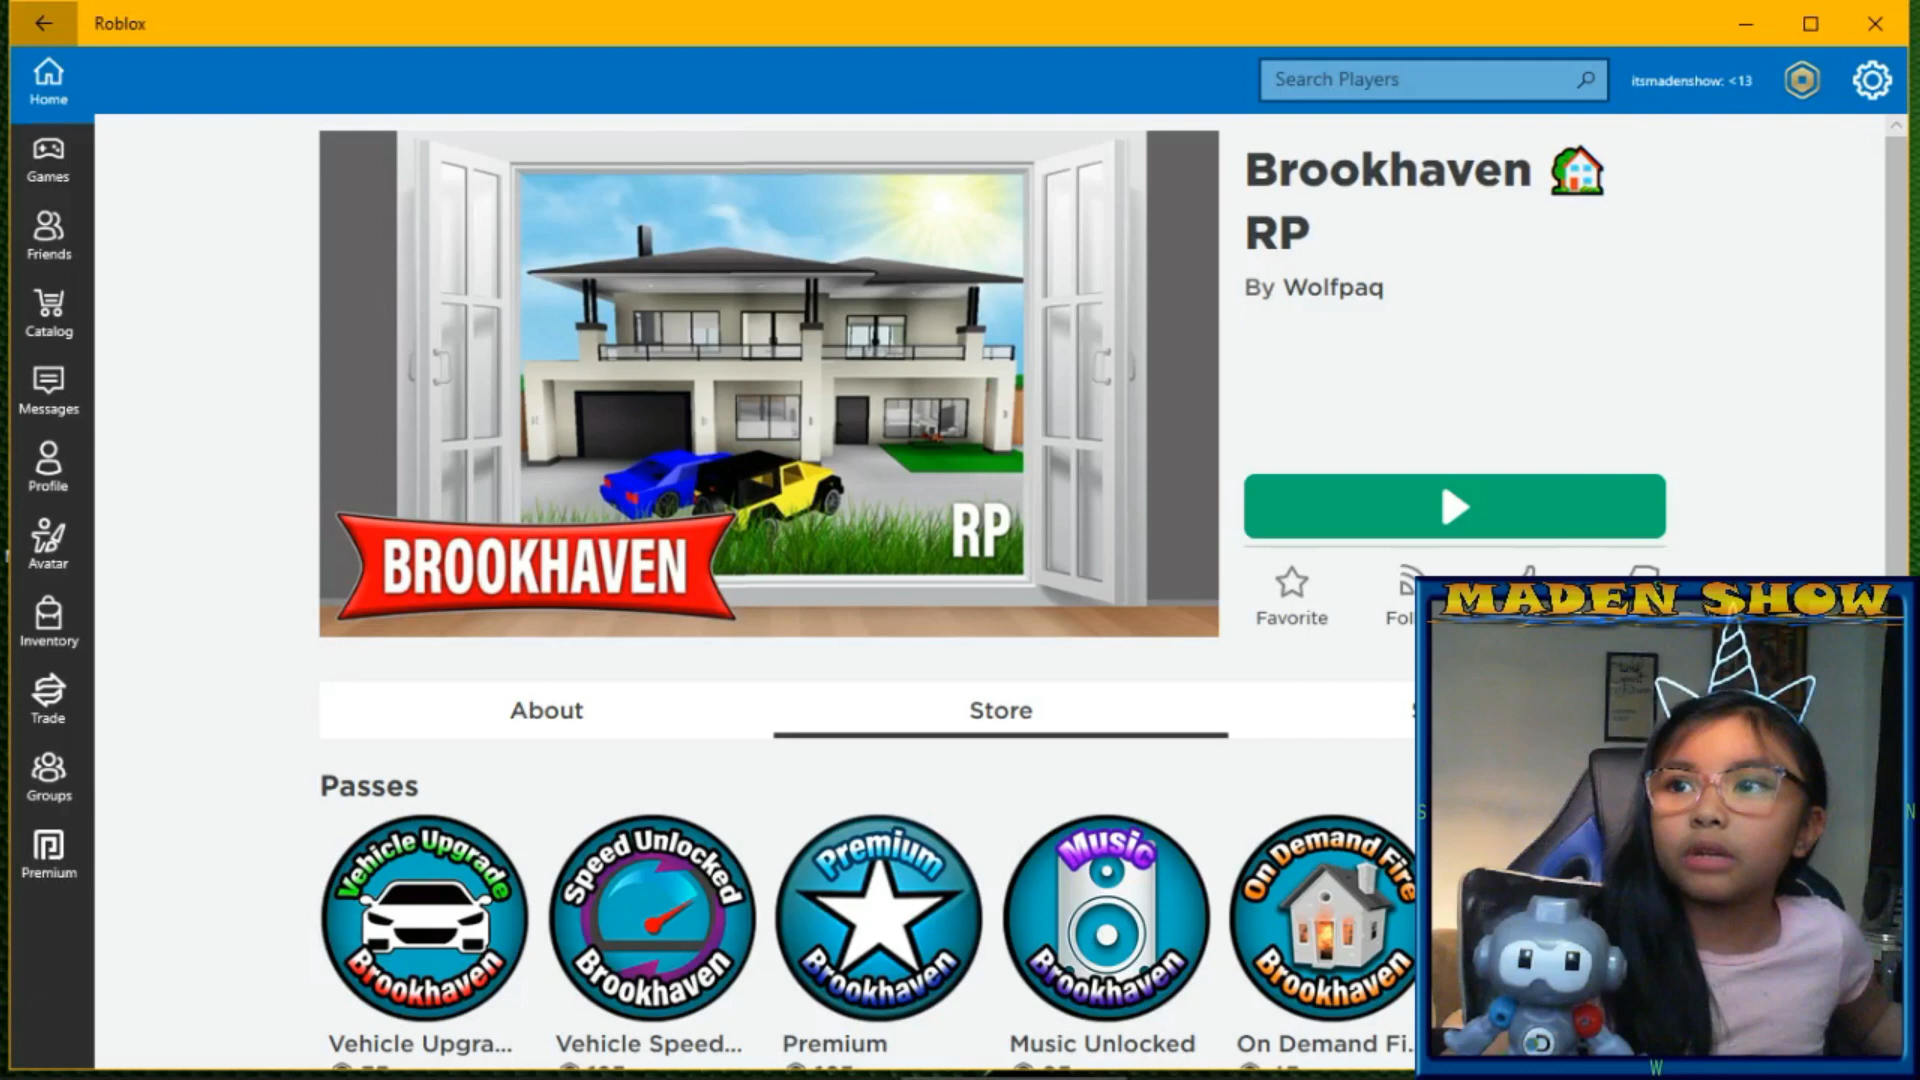 Roblox
Home
Search Players
itsmadenshow: <13
Games
Friends
Catalog
Messages
Profile
Avatar
Inventory
Trade
Groups
Premium
BROOKHAVEN
RP
Brookhaven
RP
By Wolfpaq
Favorite
Fol
MADEN SHOW
About
Store
Passes
Vehicle Upgrade
Brookhaven
Speed Unlocked
Brookhaven
Premium
Brookhaven
Music
Brookhaven
On Demand Fire
Brookhaven
Vehicle Upgra...
Vehicle Speed...
Premium
Music Unlocked
On Demand Fi...
S
N
W